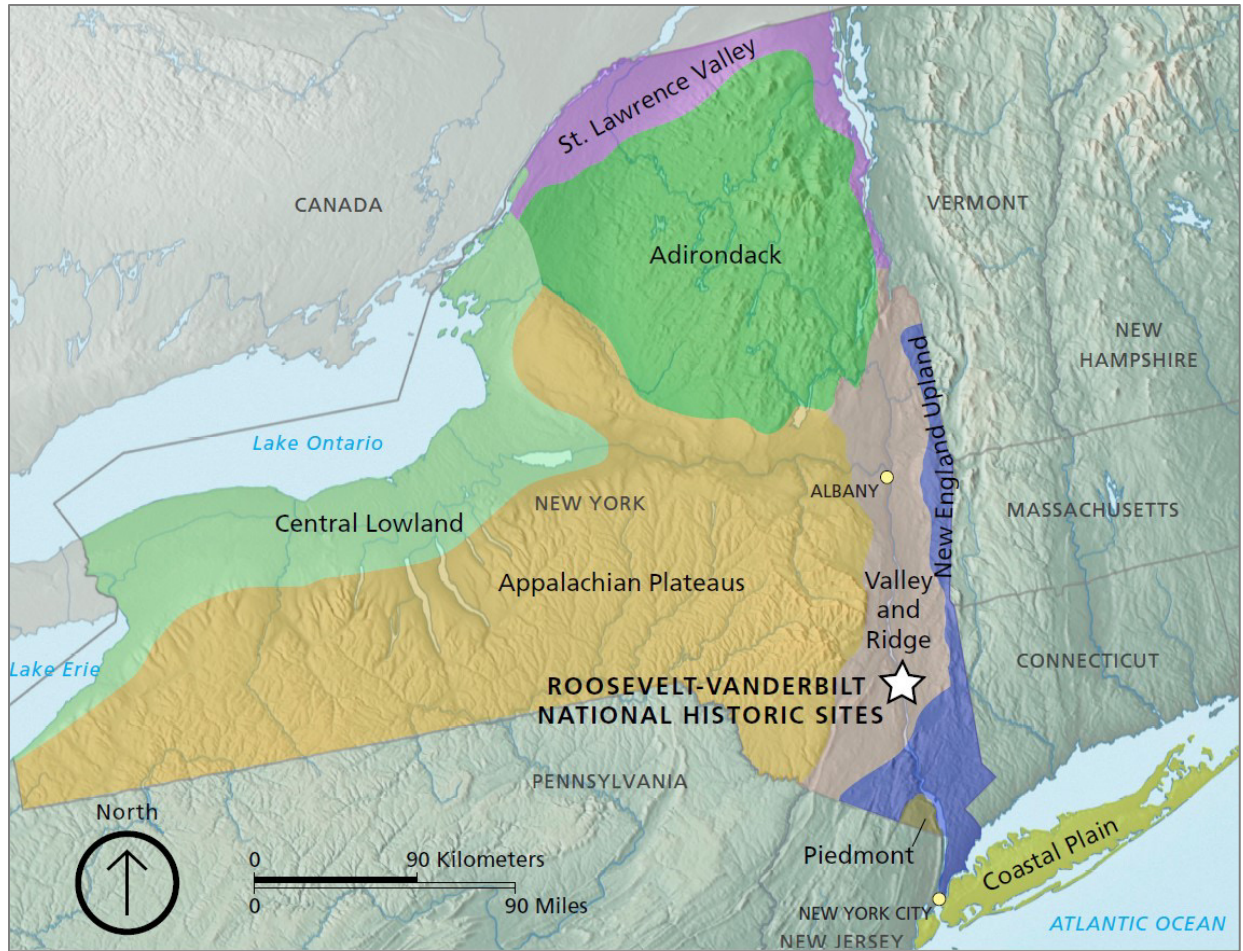 St. Lawrence Valley
CANADA
VERMONT
Adirondack
NEW
HAMPSHIRE
New England Upland
Lake Ontario
ALBANY
NEW YORK
MASSACHUSETTS
Central Lowland
Appalachian Plateaus
Valley
and
Ridge
Lake Erie
CONNECTICUT
ROOSEVELT-VANDERBILT
NATIONAL HISTORIC SITES
PENNSYLVANIA
North
0
90 Kilometers
0
90 Miles
Piedmont
Coastal Plain
NEW YORK CITY
NEW JERSEY
ATLANTIC OCEAN